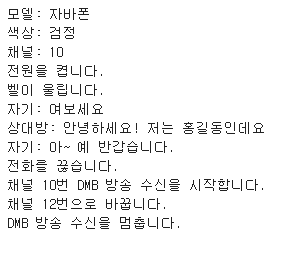 모델: 자바폰
색상: 검정
채널: 10
전원을 켭니다.
벨이 울립니다.
자기: 여보세요
상대방: 안녕하세요! 저는 홍길동인데요
자기: 아~ 예 반갑습니다.
전화를 끊습니다.
채널 10번 DMB 방송 수신을 시작합니다.
채널 12번으로 바꿉니다.
DMB 방송 수신을 멈춥니다.